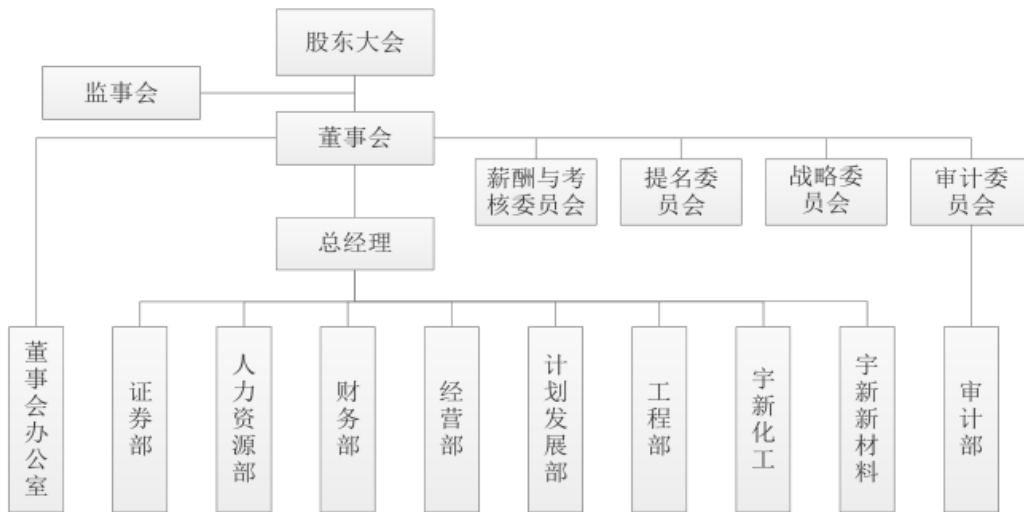 股东大会
监事会
董事会
薪酬与考
核委员会
提名委
员会
战略委
员会
审计委
员会
总经理
董事会办公室
证券部
人力资源部
财务部
经营部
计划发展部
工程部
宇新化工
宇新新材料
审计部